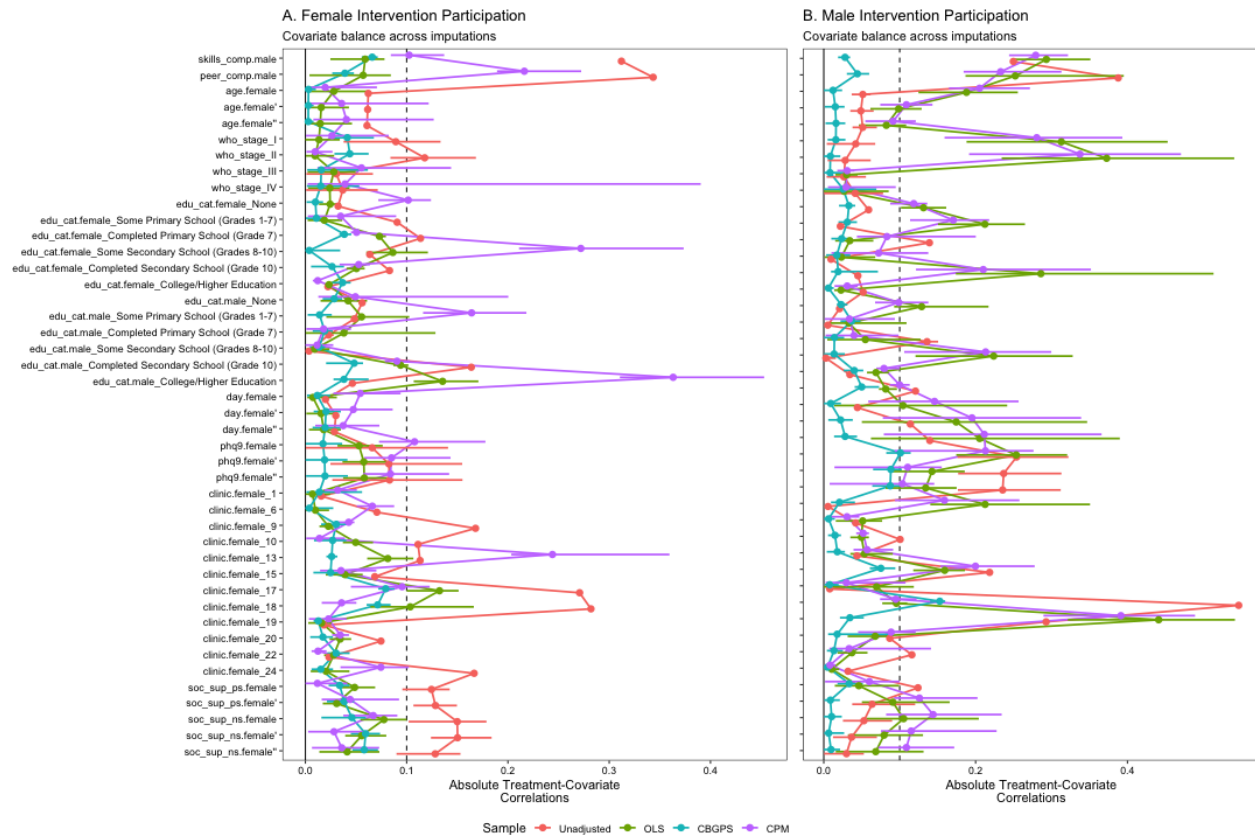 A. Female Intervention Participation
Covariate balance across imputations
B. Male Intervention Participation
Covariate balance across imputations
skills_comp.male
peer_comp.male
age.female
age.female'
age.female''
who_stage_I
who_stage_II
who_stage_III
who_stage_IV
edu_cat.female_None
edu_cat.female_Some Primary School (Grades 1-7)
edu_cat.female_Completed Primary School (Grade 7)
edu_cat.female_Some Secondary School (Grades 8-10)
edu_cat.female_Completed Secondary School (Grade 10)
edu_cat.female_College/Higher Education
edu_cat.male_None
edu_cat.male_Some Primary School (Grades 1-7)
edu_cat.male_Completed Primary School (Grade 7)
edu_cat.male_Some Secondary School (Grades 8-10)
edu_cat.male_Completed Secondary School (Grade 10)
edu_cat.male_College/Higher Education
day.female
day.female'
day.female''
phq9.female
phq9.female'
phq9.female''
clinic.female_1
clinic.female_6
clinic.female_9
clinic.female_10
clinic.female_13
clinic.female_15
clinic.female_17
clinic.female_18
clinic.female_19
clinic.female_20
clinic.female_22
clinic.female_24
soc_sup_ps.female
soc_sup_ps.female'
soc_sup_ns.female
soc_sup_ns.female'
soc_sup_ns.female''
0.0 0.1 0.2 0.3 0.4
Absolute Treatment-Covariate
Correlations
0.0 0.2 0.4
Absolute Treatment-Covariate
Correlations
Sample Unadjusted OLS CBGPS CPM